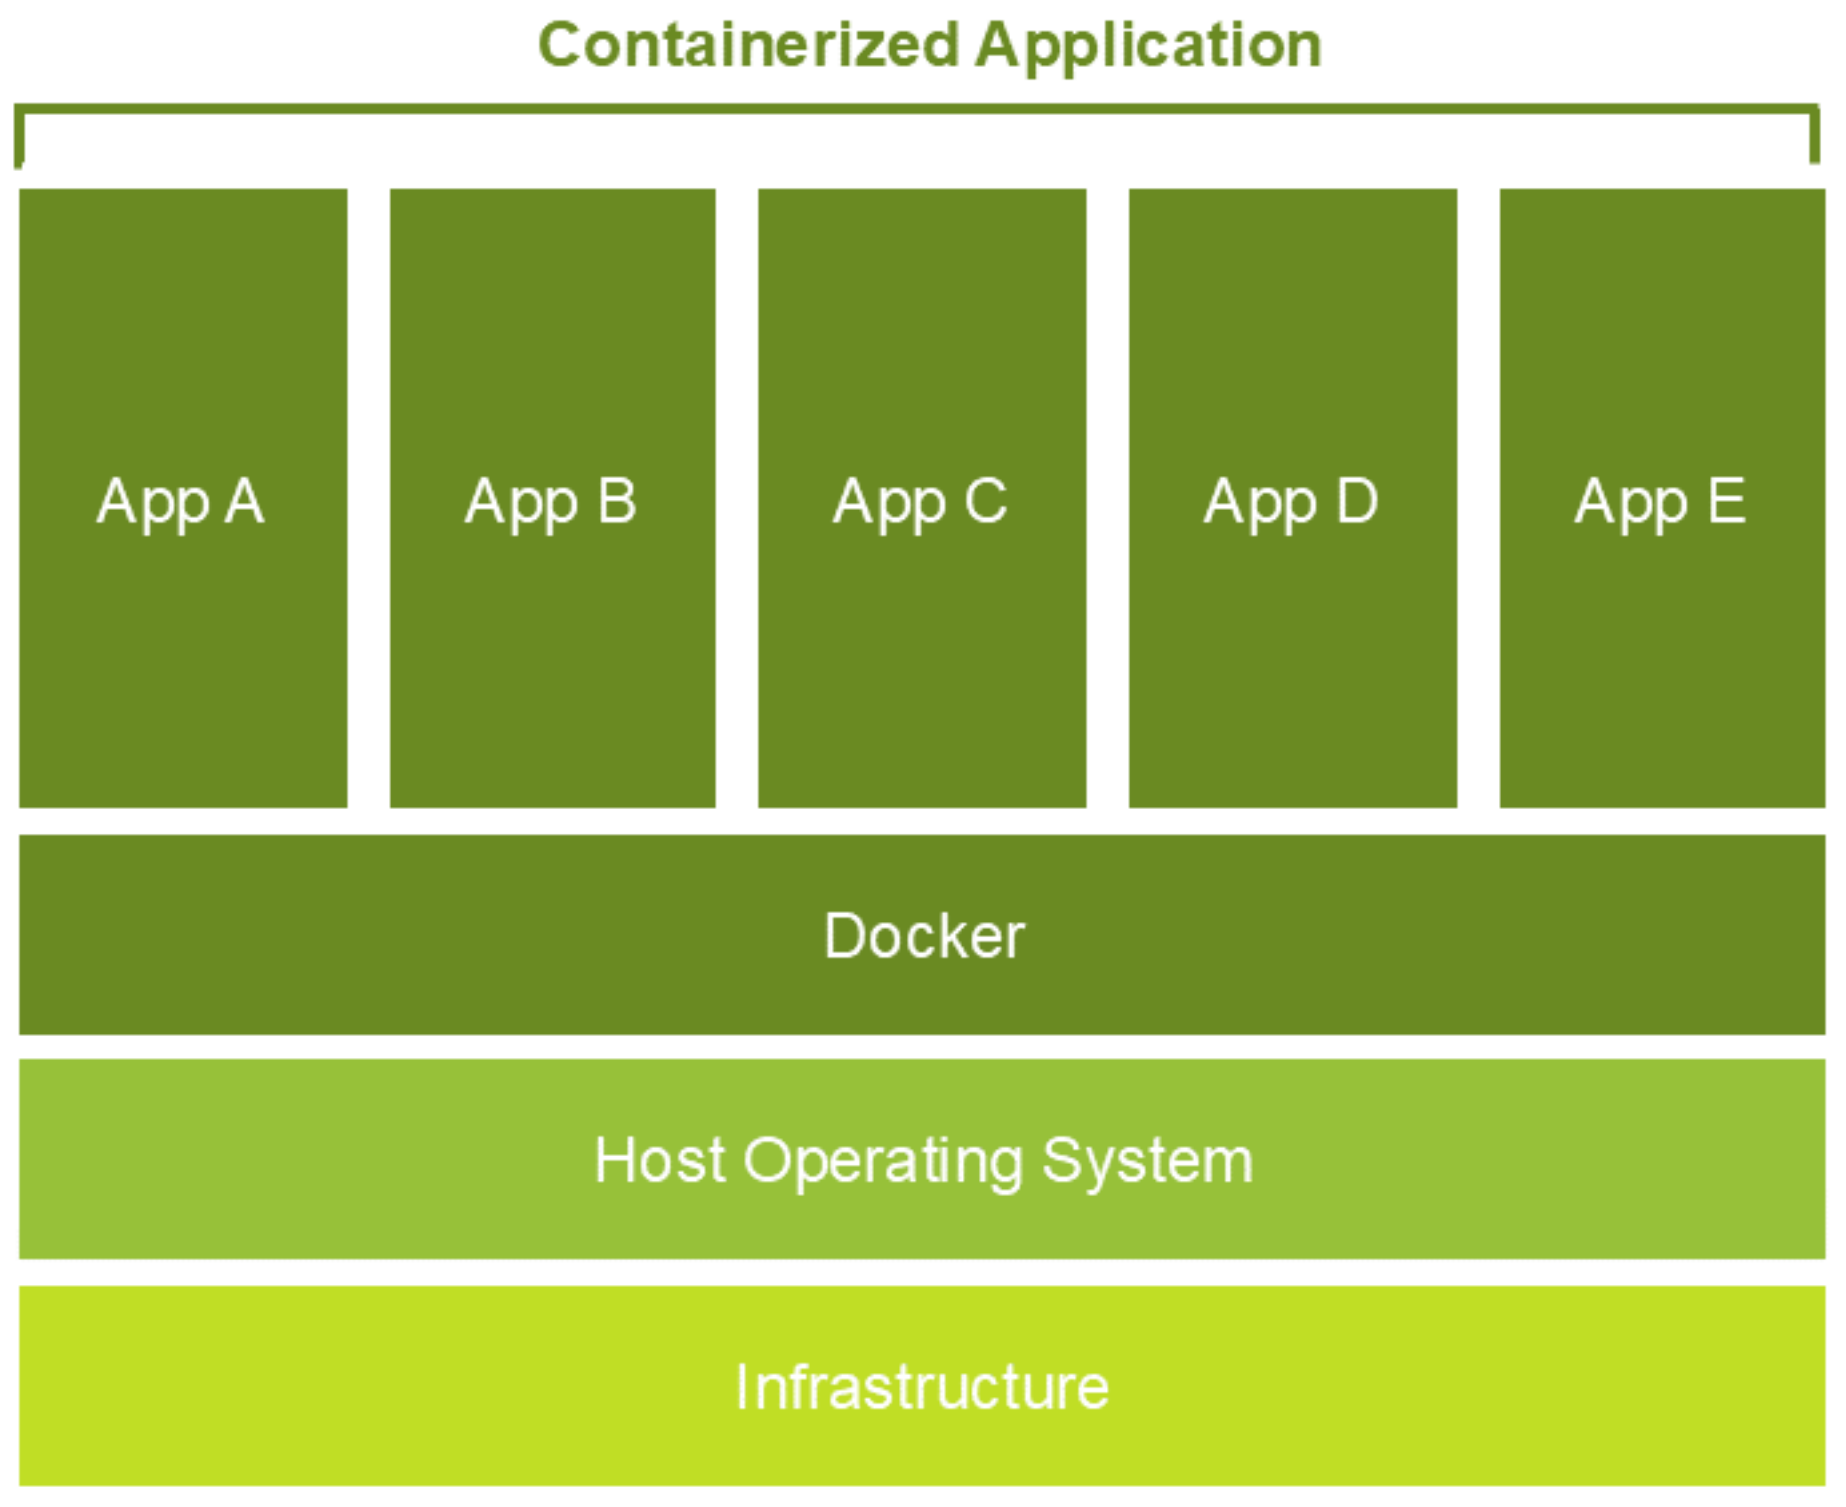 Containerized Application
App A
App B
App C
App D
App E
Docker
Host Operating System
Infrastructure